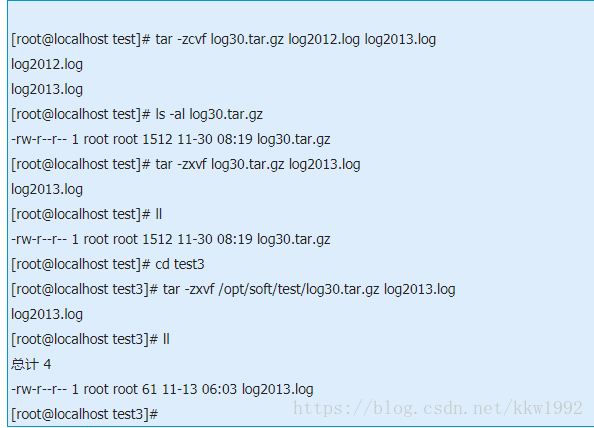 [root@localhost test]# tar -zcvf log30.tar.gz log2012.log log2013.log
log2012.log
log2013.log
[root@localhost test]# ls -al log30.tar.gz
-rw-r--r-- 1 root root 1512 11-30 08:19 log30.tar.gz
[root@localhost test]# tar -zxvf log30.tar.gz log2013.log
log2013.log
[root@localhost test]# ll
-rw-r--r-- 1 root root 1512 11-30 08:19 log30.tar.gz
[root@localhost test]# cd test3
[root@localhost test3]# tar -zxvf /opt/soft/test/log30.tar.gz log2013.log
log2013.log
[root@localhost test3]# ll
总计 4
-rw-r--r-- 1 root root 61 11-13 06:03 log2013.log
[root@localhost test3]#
https://blog.csdn.net/kkw1992